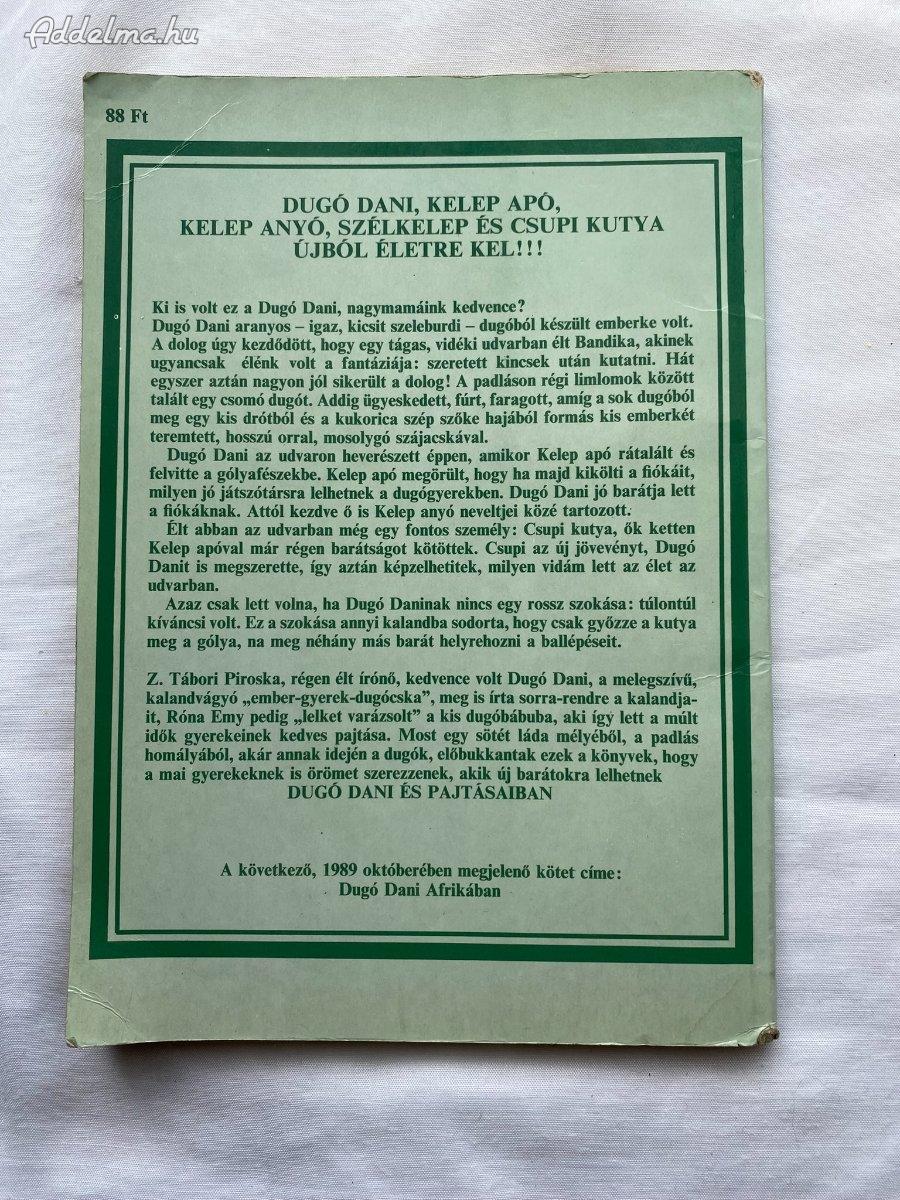 Addelma.hu
88 Ft
DUGÓ DANI, KELEP APÓ,
KELEP ANYÓ, SZÉLKELEP ÉS CSUPI KUTYA
ÚJBÓL ÉLETRE KEL!!!
Ki is volt ez a Dugó Dani, nagymamáink kedvence?
Dugó Dani aranyos – igaz, kicsit szeleburdi – dugóból készült emberke volt.
A dolog úgy kezdődött, hogy egy tágas, vidéki udvarban élt Bandika, akinek
ugyancsak élénk volt a fantáziája: szeretett kincsek után kutatni. Hát
egyszer aztán nagyon jól sikerült a dolog! A padláson régi limlomok között
talált egy csomó dugót. Addig ügyeskedett, fúrt, faragott, amíg a sok dugóból
meg egy kis drótból és a kukorica szép szőke hajából formás kis emberkét
teremtett, hosszú orral, mosolygó szájacskával.
Dugó Dani az udvaron heverészett éppen, amikor Kelep apó rátalált és
felvitte a gólyafészekbe. Kelep apó megörült, hogy ha majd kikölti a fiókáit,
milyen jó játszótársra lelhetnek a dugógyerekben. Dugó Dani jó barátja lett
a fiókáknak. Attól kezdve ő is Kelep anyó neveltjei közé tartozott.
Élt abban az udvarban még egy fontos személy: Csupi kutya, ők ketten
Kelep apóval már régen barátságot kötöttek. Csupi az új jövevényt, Dugó
Danit is megszerette, így aztán képzelhetitek, milyen vidám lett az élet az
udvarban.
Azaz csak lett volna, ha Dugó Daninak nincs egy rossz szokása: túlontúl
kíváncsi volt. Ez a szokása annyi kalandba sodorta, hogy csak győzze a kutya
meg a gólya, na meg néhány más barát helyrehozni a ballépéseit.
Z. Tábori Piroska, régen élt írónő, kedvence volt Dugó Dani, a melegszívű,
kalandvágyó „ember-gyerek-dugócska”, meg is írta sorra-rendre a kalandja-
it, Róna Emy pedig „lelket varázsolt” a kis dugóbábuba, aki így lett a múlt
idők gyerekeinek kedves pajtása. Most egy sötét láda mélyéből, a padlás
homályából, akár annak idején a dugók, előbukkantak ezek a könyvek, hogy
a mai gyerekeknek is örömet szerezzenek, akik új barátokra lelhetnek
DUGÓ DANI ÉS PAJTÁSAIBAN
A következő, 1989 októberében megjelenő kötet címe:
Dugó Dani Afrikában